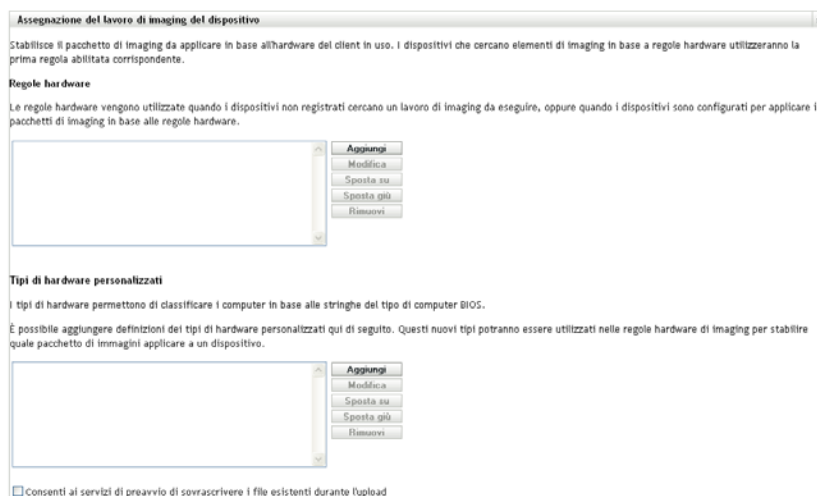 Assegnazione del lavoro di imaging del dispositivo
Stabilisce il pacchetto di imaging da applicare in base all'hardware del client in uso. I dispositivi che cercano elementi di imaging in base a regole hardware utilizzeranno la
prima regola abilitata corrispondente.
Regole hardware
Le regole hardware vengono utilizzate quando i dispositivi non registrati cercano un lavoro di imaging da eseguire, oppure quando i dispositivi sono configurati per applicare i
pacchetti di imaging in base alle regole hardware.
Aggiungi
Modifica
Sposta su
Sposta giù
Rimuovi
Tipi di hardware personalizzati
I tipi di hardware permettono di classificare i computer in base alle stringhe del tipo di computer BIOS.
È possibile aggiungere definizioni dei tipi di hardware personalizzati qui di seguito. Questi nuovi tipi potranno essere utilizzati nelle regole hardware di imaging per stabilire
quale pacchetto di immagini applicare a un dispositivo.
Aggiungi
Modifica
Sposta su
Sposta giù
Rimuovi
Consenti ai servizi di preavvio di sovrascrivere i file esistenti durante l'upload